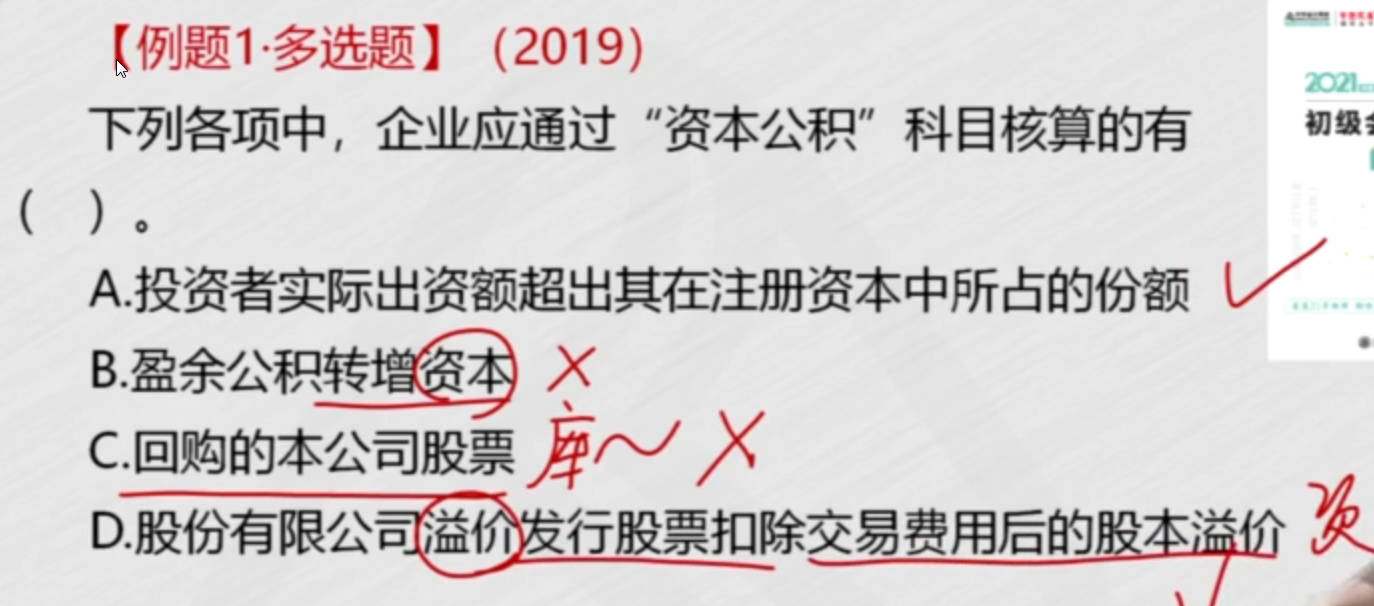 【例题1·多选题】（2019）
2021
初级
下列各项中，企业应通过“资本公积”科目核算的有
（ ）。
A.投资者实际出资额超出其在注册资本中所占的份额
B.盈余公积转增资本 ×
C.回购的本公司股票 库～ ×
D.股份有限公司溢价发行股票扣除交易费用后的股本溢价 资